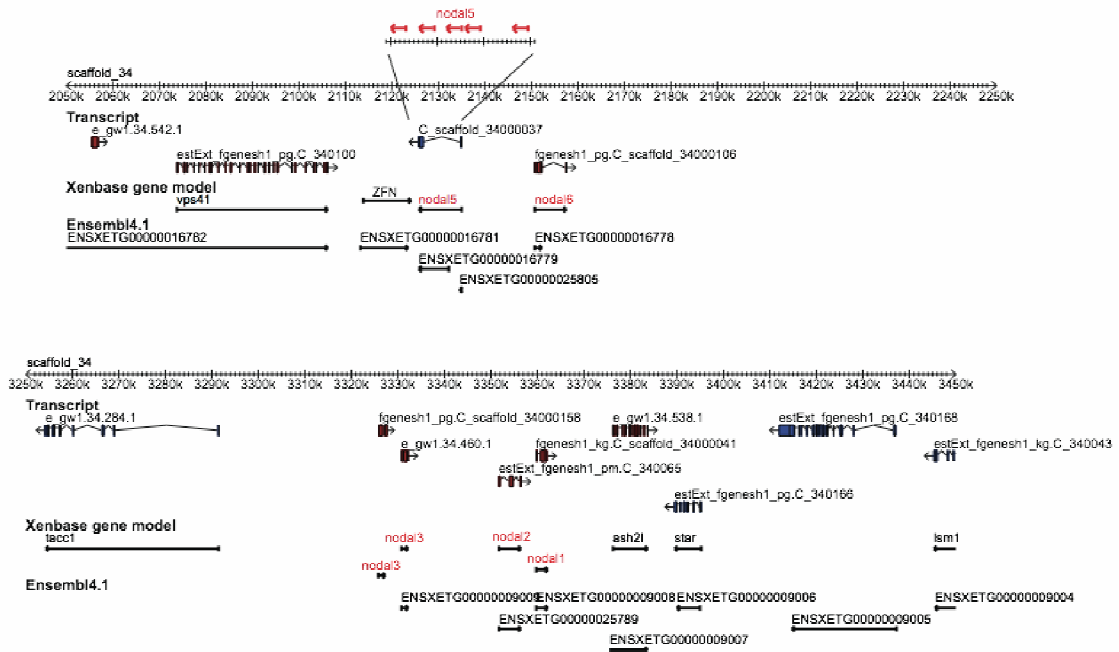 nodal5
scaffold_34
2050k 2060k 2070k 2080k 2090k 2100k 2110k 2120k 2130k 2140k 2150k 2160k 2170k 2180k 2190k 2200k 2210k 2220k 2230k 2240k 2250k
Transcript
e_gw1.34.542.1 C_scaffold_34000037
estExt_fgenesh1_pg.C_340100 fgenesh1_pg.C_scaffold_34000106
Xenbase gene model
vps41 ZFN nodal5 nodal6
Ensembl4.1
ENSXETG00000016782 ENSXETG00000016781 ENSXETG00000016778
ENSXETG00000016779
ENSXETG00000025805
scaffold_34
3250k 3260k 3270k 3280k 3290k 3300k 3310k 3320k 3330k 3340k 3350k 3360k 3370k 3380k 3390k 3400k 3410k 3420k 3430k 3440k 3450k
Transcript
e_gw1.34.284.1 fgenesh1_pg.C_scaffold_34000158 e_gw1.34.538.1 estExt_fgenesh1_pg.C_340168
e_gw1.34.460.1 fgenesh1_kg.C_scaffold_34000041 estExt_fgenesh1_kg.C_340043
estExt_fgenesh1_pm.C_340065
estExt_fgenesh1_pg.C_340166
Xenbase gene model
tacc1 nodal3 nodal2 ash2l star lsm1
nodal3 nodal1
Ensembl4.1
ENSXETG00000009009 ENSXETG00000009008 ENSXETG00000009006 ENSXETG00000009004
ENSXETG00000025789 ENSXETG00000009005
ENSXETG00000009007